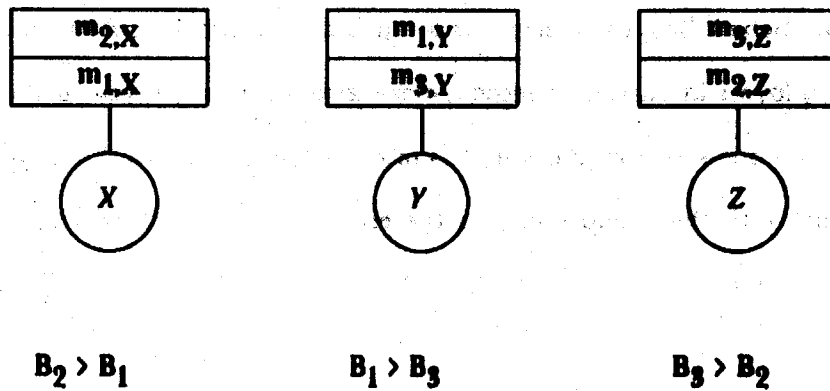 m2,X m1,Y m3,Z
m1,X m3,Y m2,Z
X Y Z
B2 > B1 B1 > B3 B3 > B2